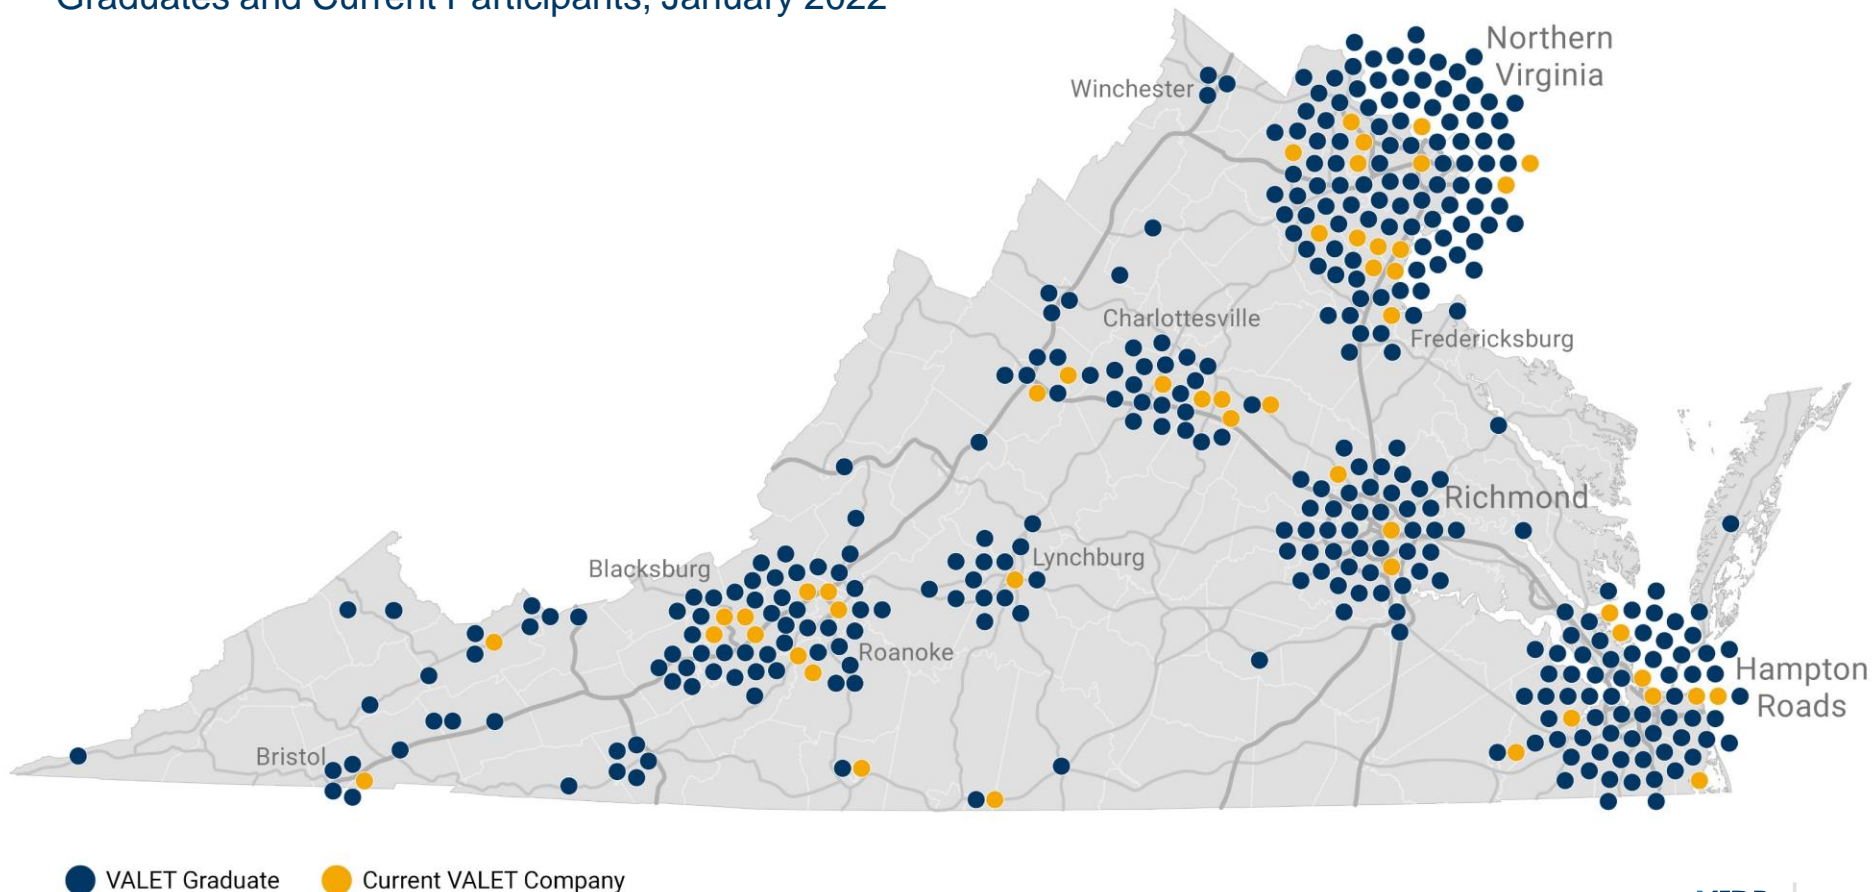 Graduates and Current Participants, January 2022
Northern
Virginia
Winchester
Charlottesville
Fredericksburg
Richmond
Lynchburg
Blacksburg
Roanoke
Hampton
Roads
Bristol
VALET Graduate
Current VALET Company